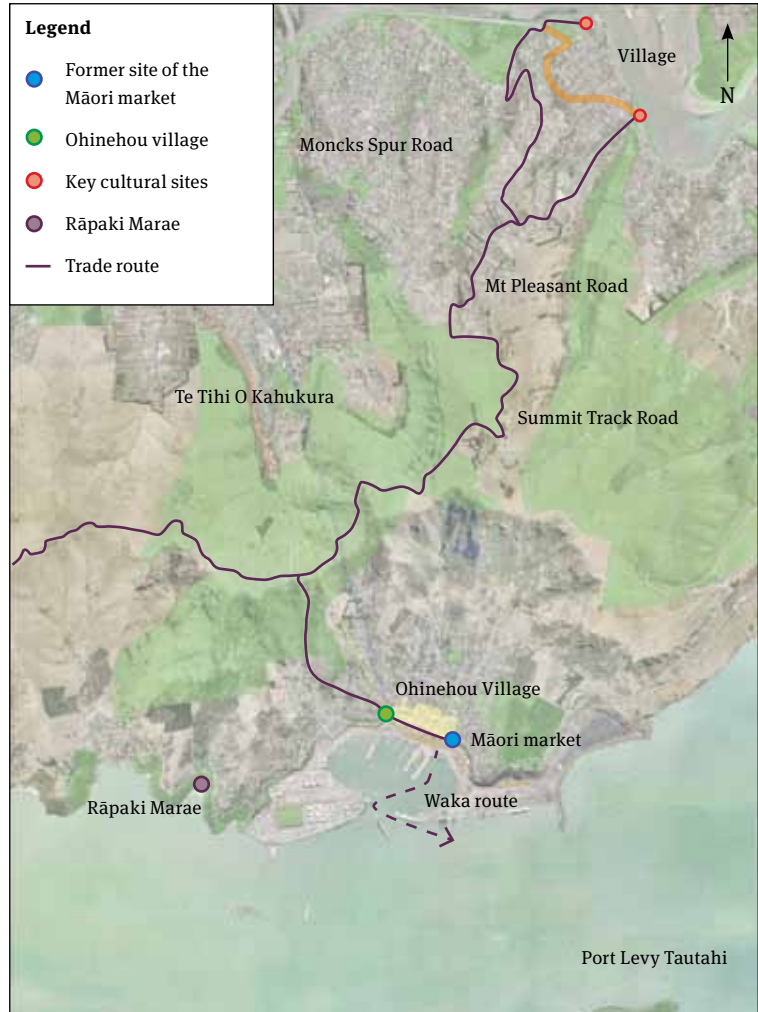 Legend
Former site of the
Māori market
Ohinehou village
Key cultural sites
Rāpaki Marae
Trade route
Village
N
Moncks Spur Road
Mt Pleasant Road
Te Tihi O Kahukura
Summit Track Road
Ohinehou Village
Māori market
Waka route
Rāpaki Marae
Port Levy Tautahi